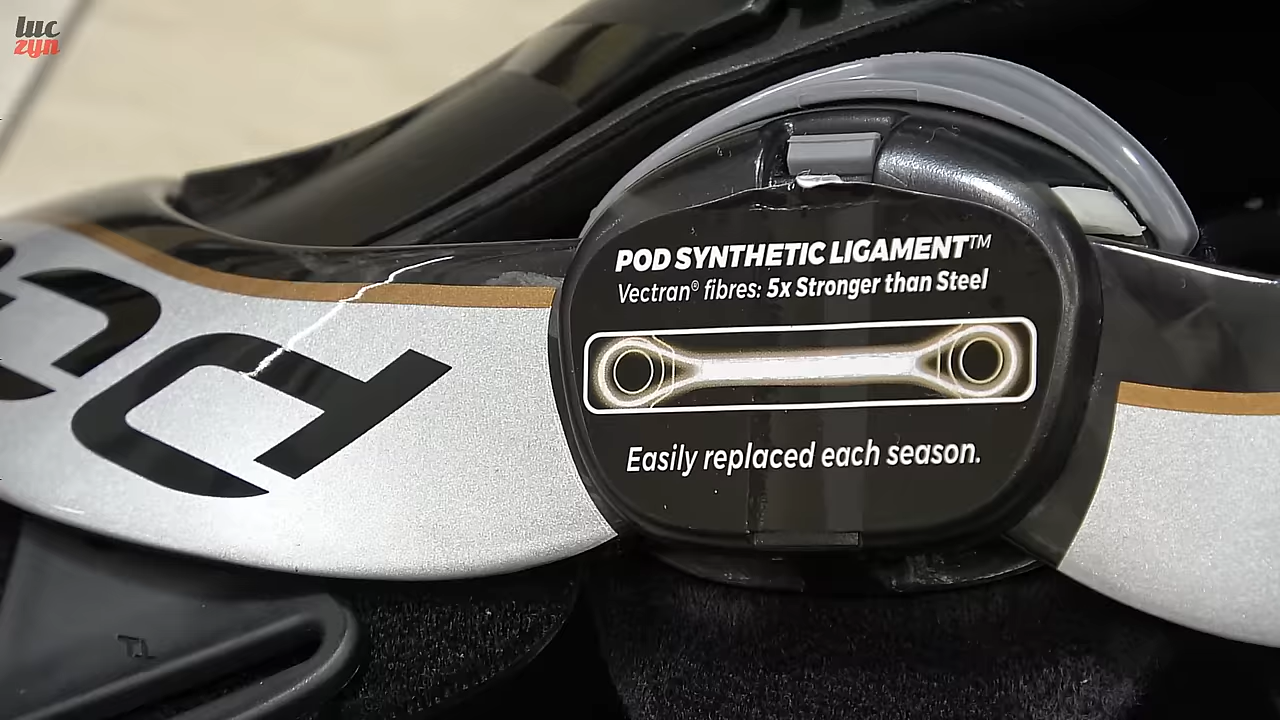 luc
zyn
POD SYNTHETIC LIGAMENT™
Vectran® fibres: 5x Stronger than Steel
Easily replaced each season.